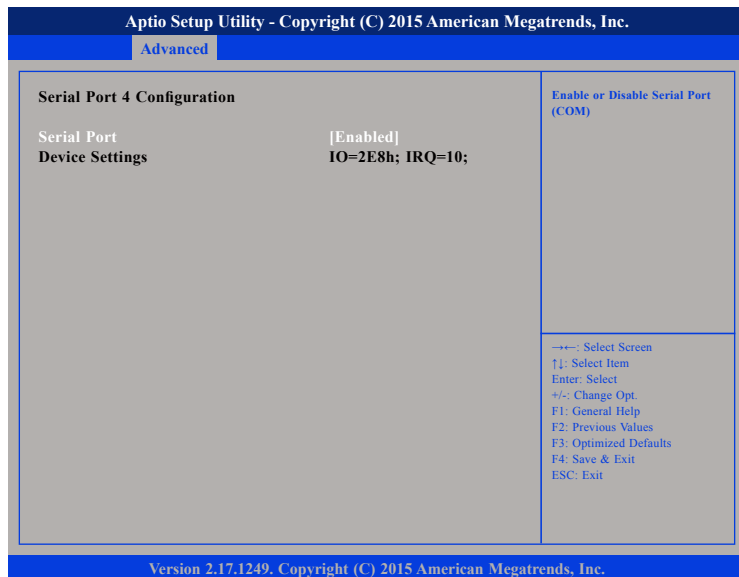 Aptio Setup Utility - Copyright (C) 2015 American Megatrends, Inc.
Advanced
Serial Port 4 Configuration
Serial Port [Enabled]
Device Settings IO=2E8h; IRQ=10;
Enable or Disable Serial Port
(COM)
→←: Select Screen
↑↓: Select Item
Enter: Select
+/-: Change Opt.
F1: General Help
F2: Previous Values
F3: Optimized Defaults
F4: Save & Exit
ESC: Exit
Version 2.17.1249. Copyright (C) 2015 American Megatrends, Inc.